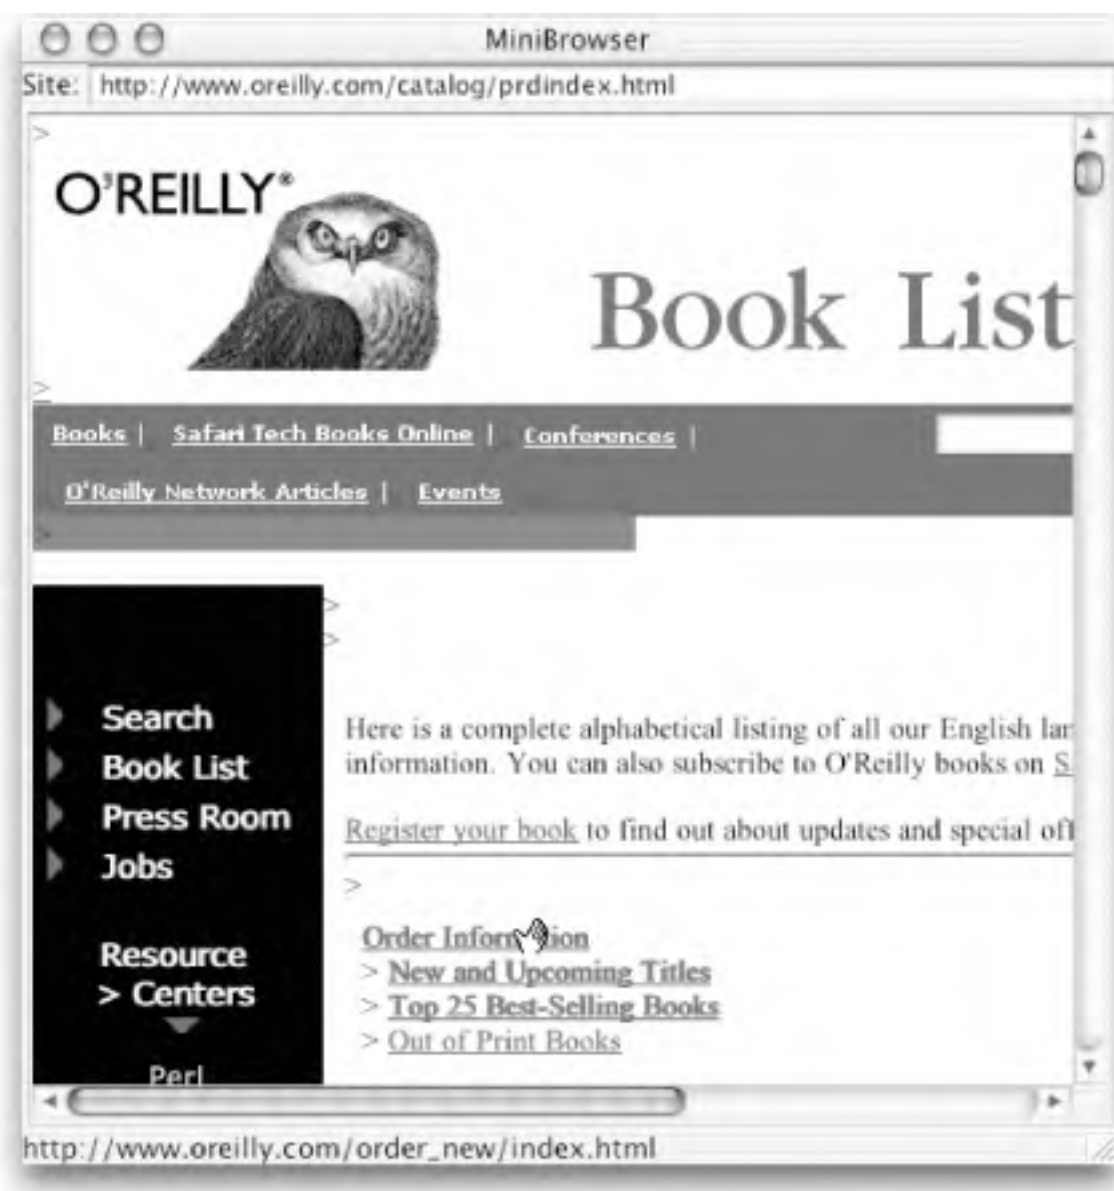 MiniBrowser
Site: http://www.oreilly.com/catalog/prdindex.html
>
O'REILLY®
Book List
>
Books | Safari Tech Books Online | Conferences |
O'Reilly Network Articles | Events
>
>
>
Search
Book List
Press Room
Jobs
Resource
> Centers
Perl
Here is a complete alphabetical listing of all our English
information. You can also subscribe to O'Reilly books on
Register your book to find out about updates and special
>
Order Information
> New and Upcoming Titles
> Top 25 Best-Selling Books
> Out of Print Books
http://www.oreilly.com/order_new/index.html